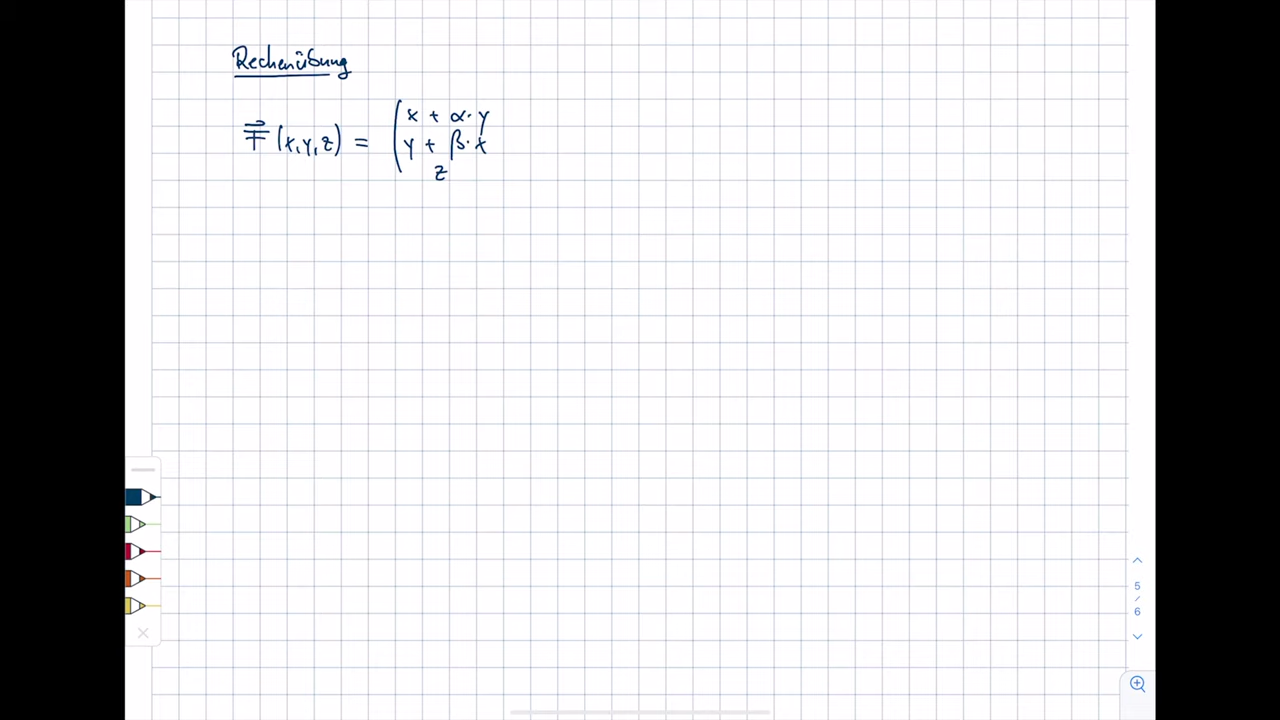 Rechenübung
F⃗ (x,y,z) = ( x + α· y
y + β· x
z
5
/
6